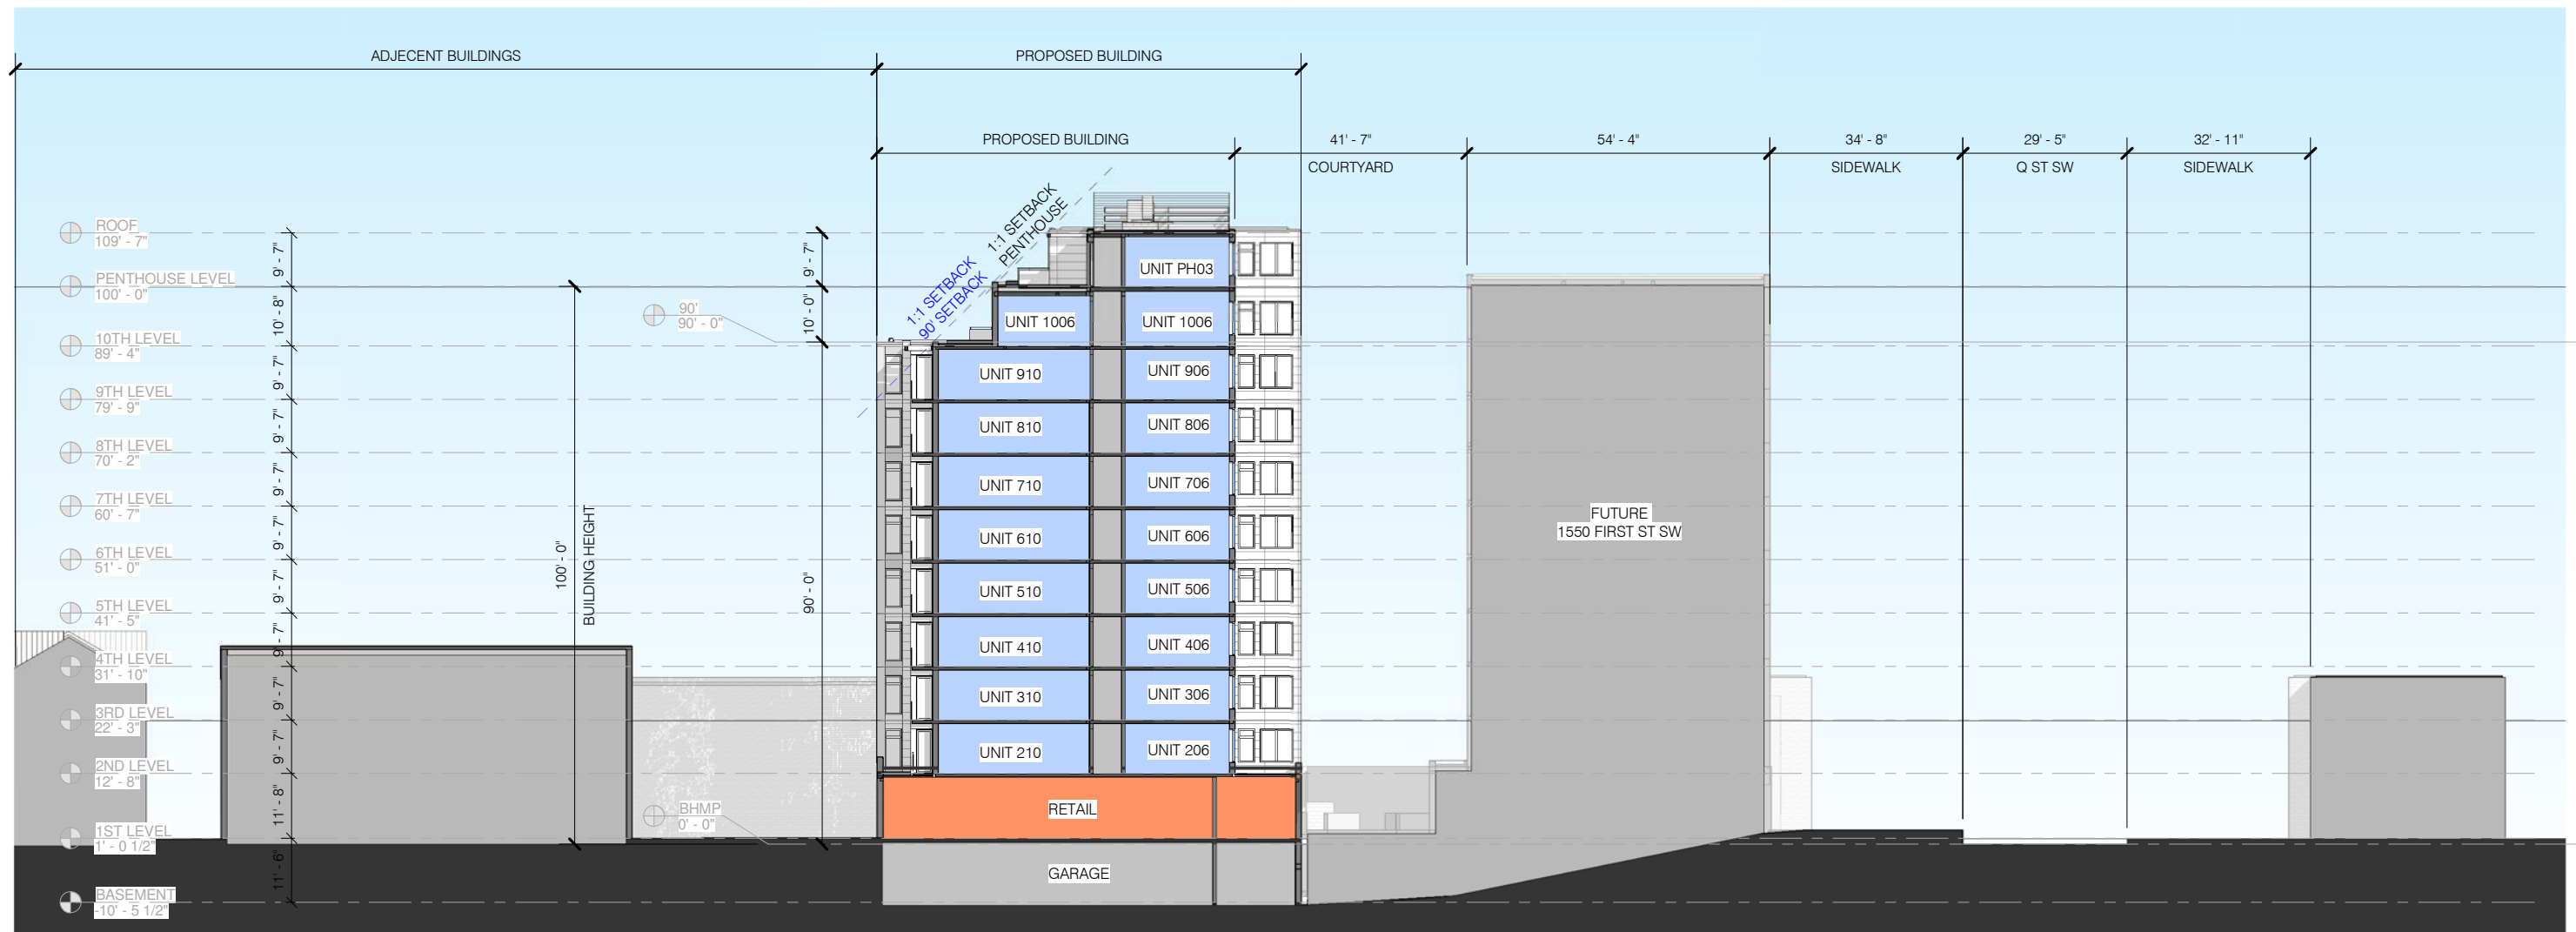 ADJECENT BUILDINGS
PROPOSED BUILDING
PROPOSED BUILDING
41' - 7"
COURTYARD
54' - 4"
34' - 8"
SIDEWALK
29' - 5"
Q ST SW
32' - 11"
SIDEWALK
1:1 SETBACK
PENTHOUSE
1:1 SETBACK
90' SETBACK
ROOF
109' - 7"
PENTHOUSE LEVEL
100' - 0"
10TH LEVEL
89' - 4"
9TH LEVEL
79' - 9"
8TH LEVEL
70' - 2"
7TH LEVEL
60' - 7"
6TH LEVEL
51' - 0"
5TH LEVEL
41' - 5"
4TH LEVEL
31' - 10"
3RD LEVEL
22' - 3"
2ND LEVEL
12' - 8"
1ST LEVEL
1' - 0 1/2"
BASEMENT
-10' - 5 1/2"
9' - 7"
10' - 8"
9' - 7"
9' - 7"
9' - 7"
9' - 7"
9' - 7"
9' - 7"
9' - 7"
9' - 7"
11' - 8"
11' - 6"
100' - 0"
BUILDING HEIGHT
90'
90' - 0"
BHMP
0' - 0"
9' - 7"
10' - 0"
90' - 0"
UNIT PH03
UNIT 1006
UNIT 1006
UNIT 910
UNIT 906
UNIT 810
UNIT 806
UNIT 710
UNIT 706
UNIT 610
UNIT 606
UNIT 510
UNIT 506
UNIT 410
UNIT 406
UNIT 310
UNIT 306
UNIT 210
UNIT 206
RETAIL
GARAGE
FUTURE
1550 FIRST ST SW